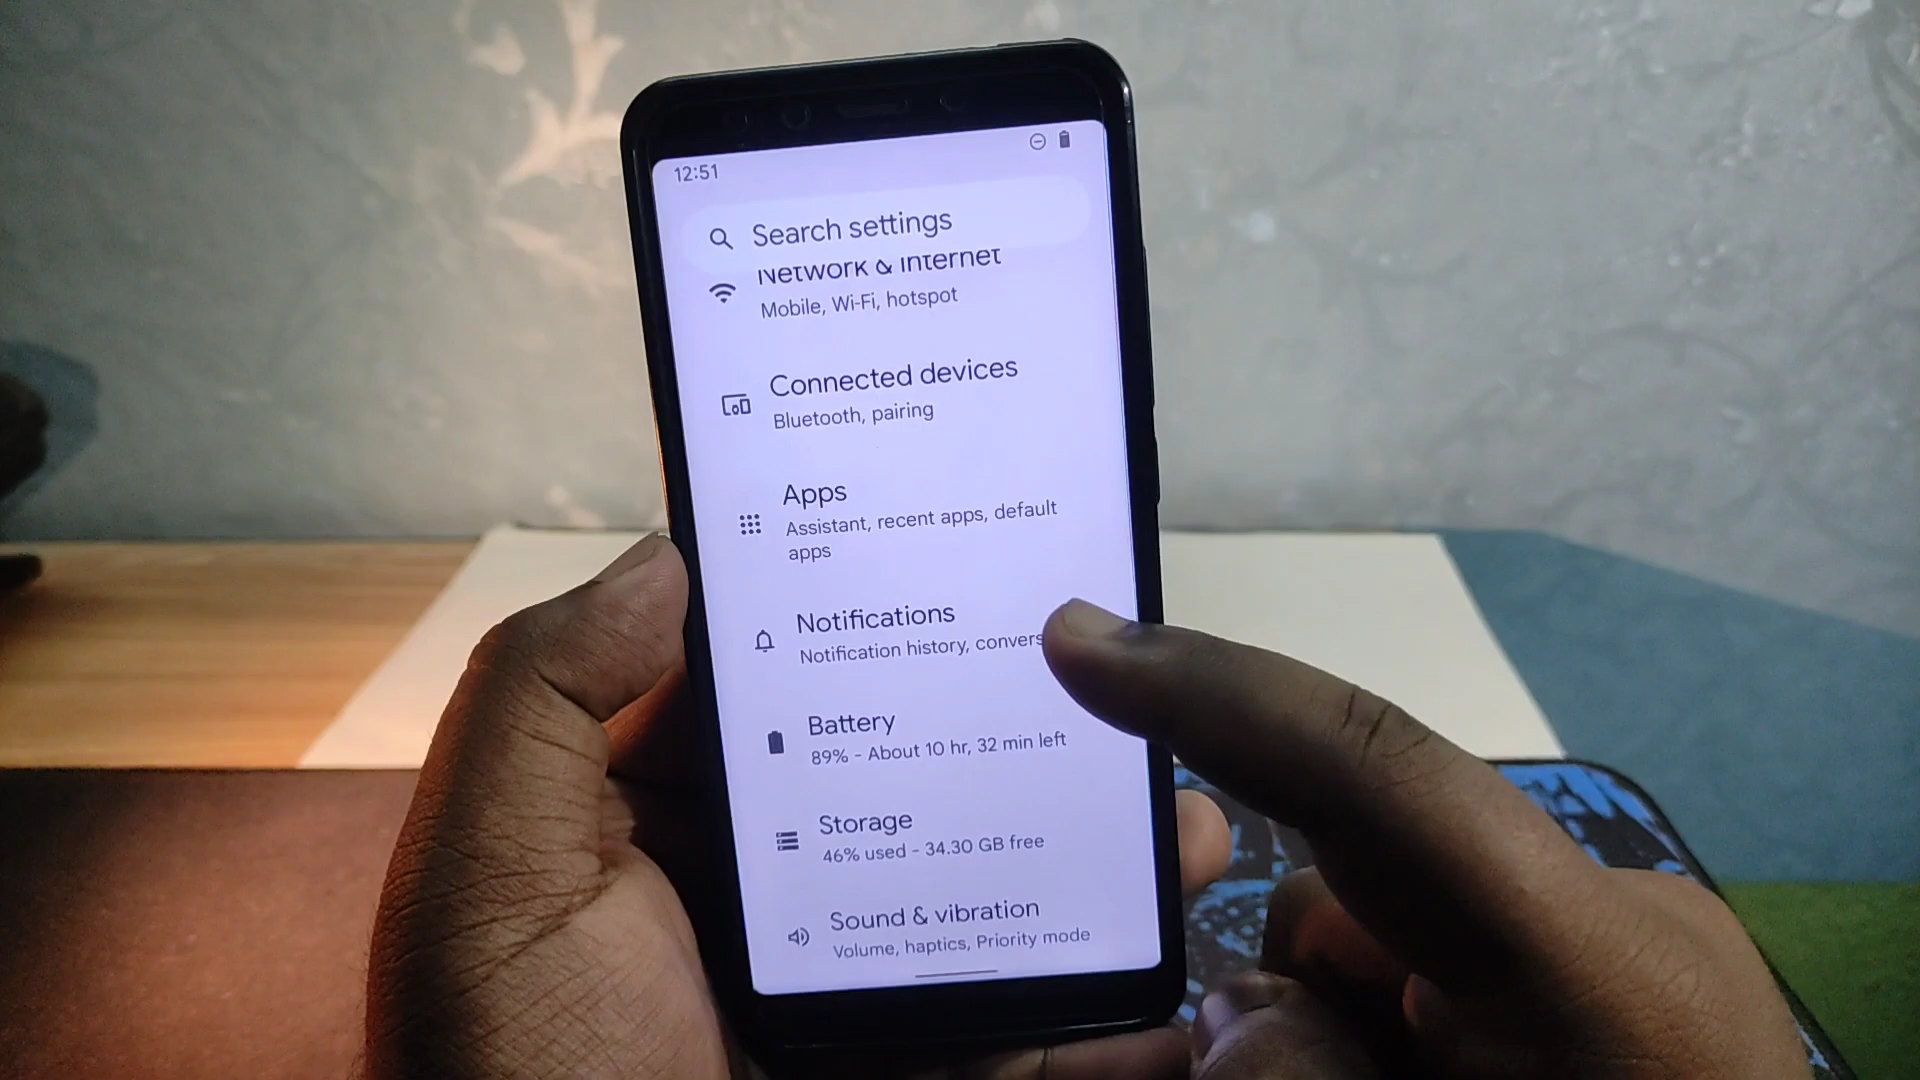 12:51
Search settings
Network & internet
Mobile, Wi-Fi, hotspot
Connected devices
Bluetooth, pairing
Apps
Assistant, recent apps, default
apps
Notifications
Notification history, convers
Battery
89% - About 10 hr, 32 min left
Storage
46% used - 34.30 GB free
Sound & vibration
Volume, haptics, Priority mode